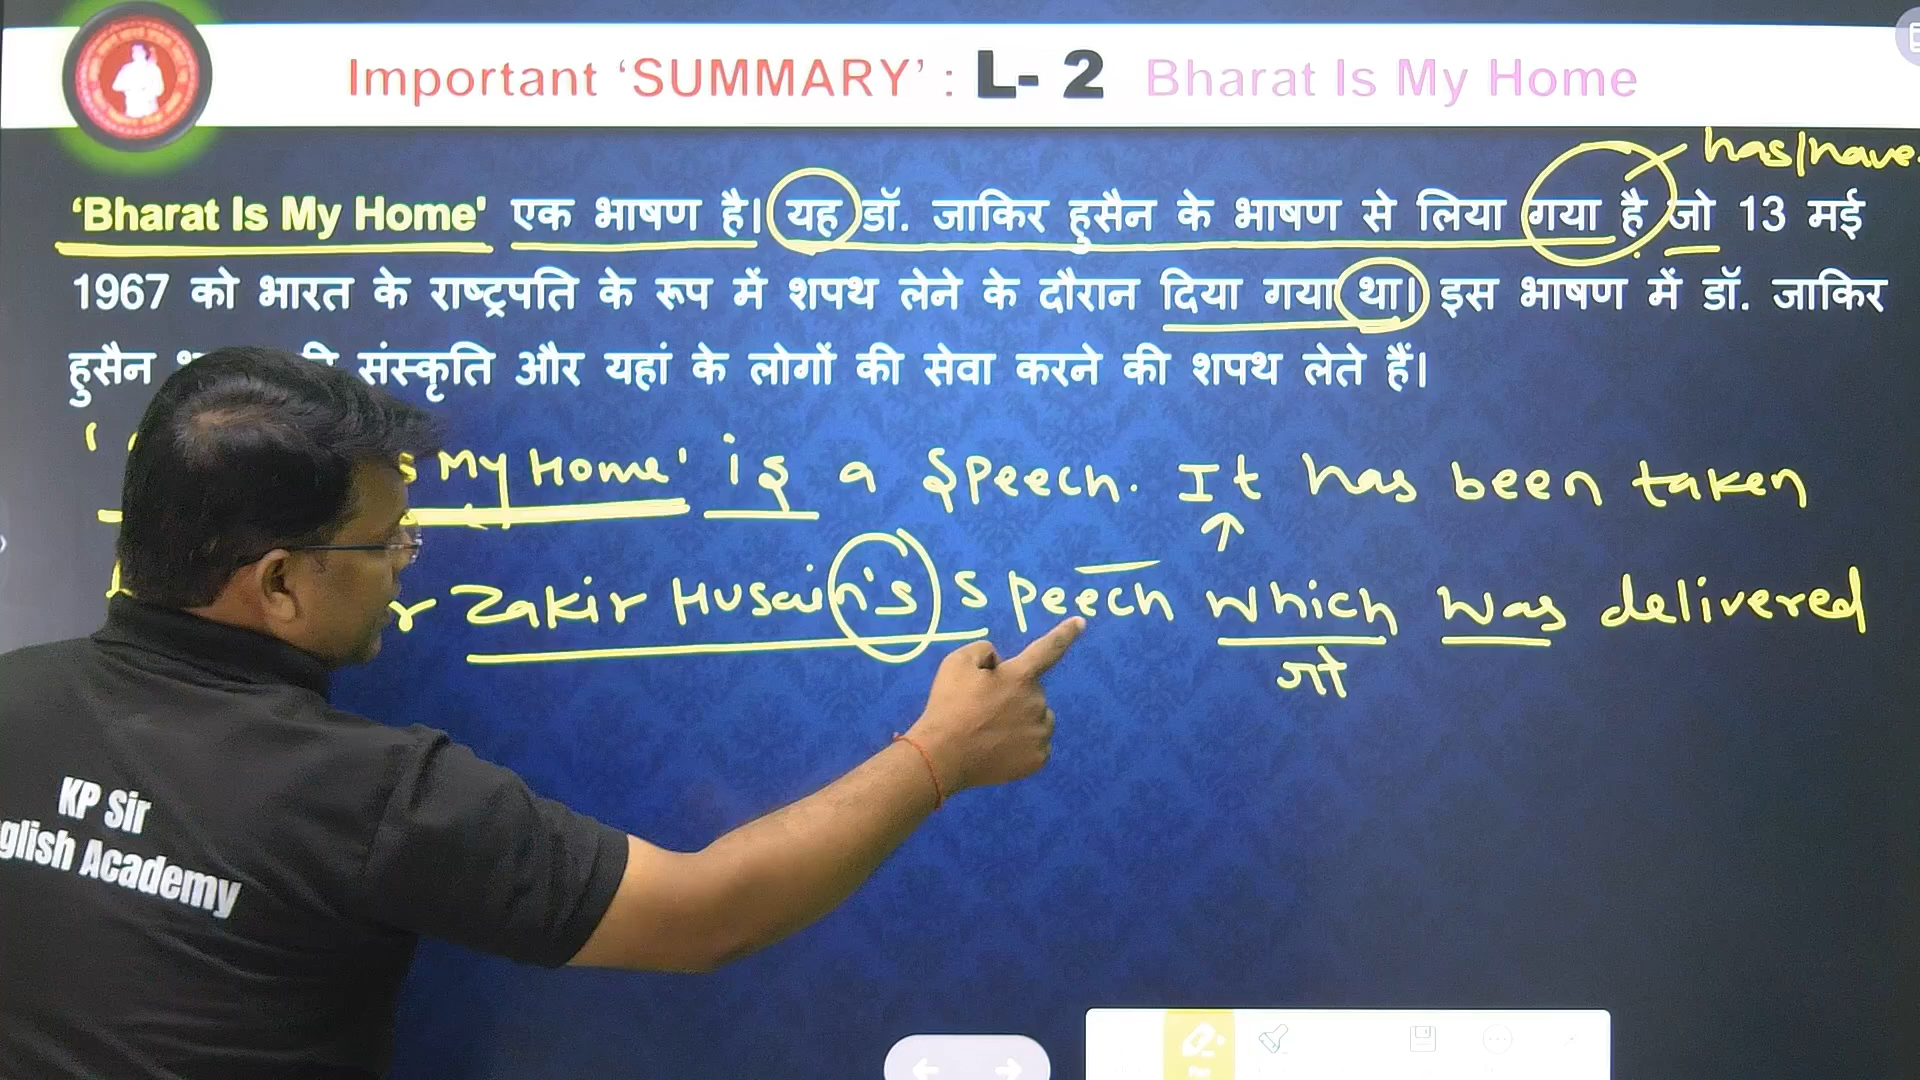 Important ‘SUMMARY’ : L- 2 Bharat Is My Home
has/have
‘Bharat Is My Home' एक भाषण है। यह डॉ. जाकिर हुसैन के भाषण से लिया गया है जो 13 मई
1967 को भारत के राष्ट्रपति के रूप में शपथ लेने के दौरान दिया गया था। इस भाषण में डॉ. जाकिर
हुसैन संस्कृति और यहां के लोगों की सेवा करने की शपथ लेते हैं।
My Home' is a speech. It has been taken
Zakir Husain's speech which was delivered
जो
KP Sir
glish Academy